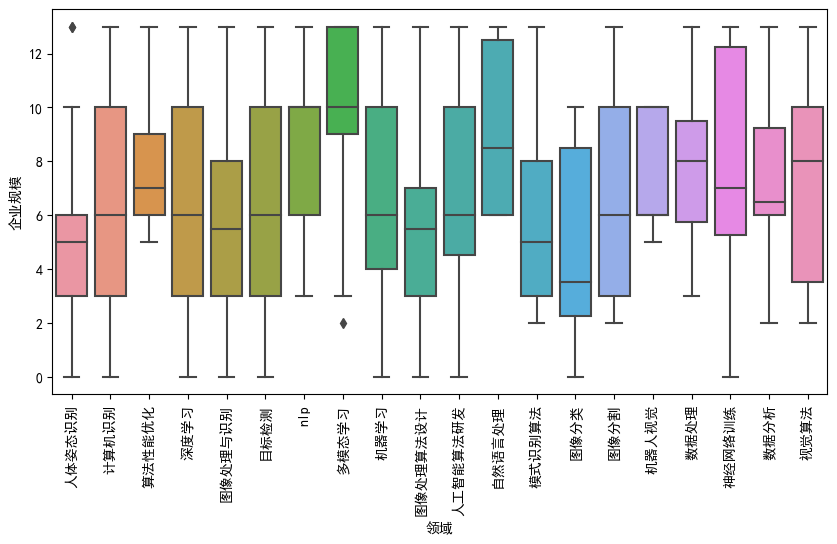 企业规模
12
10
8
6
4
2
0
人体姿态识别
计算机识别
算法性能优化
深度学习
图像处理与识别
目标检测
nlp
多模态学习
机器学习
图像处理算法设计
人工智能算法研发
自然语言处理
模式识别算法
图像分类
图像分割
机器人视觉
数据处理
神经网络训练
数据分析
视觉算法
领域